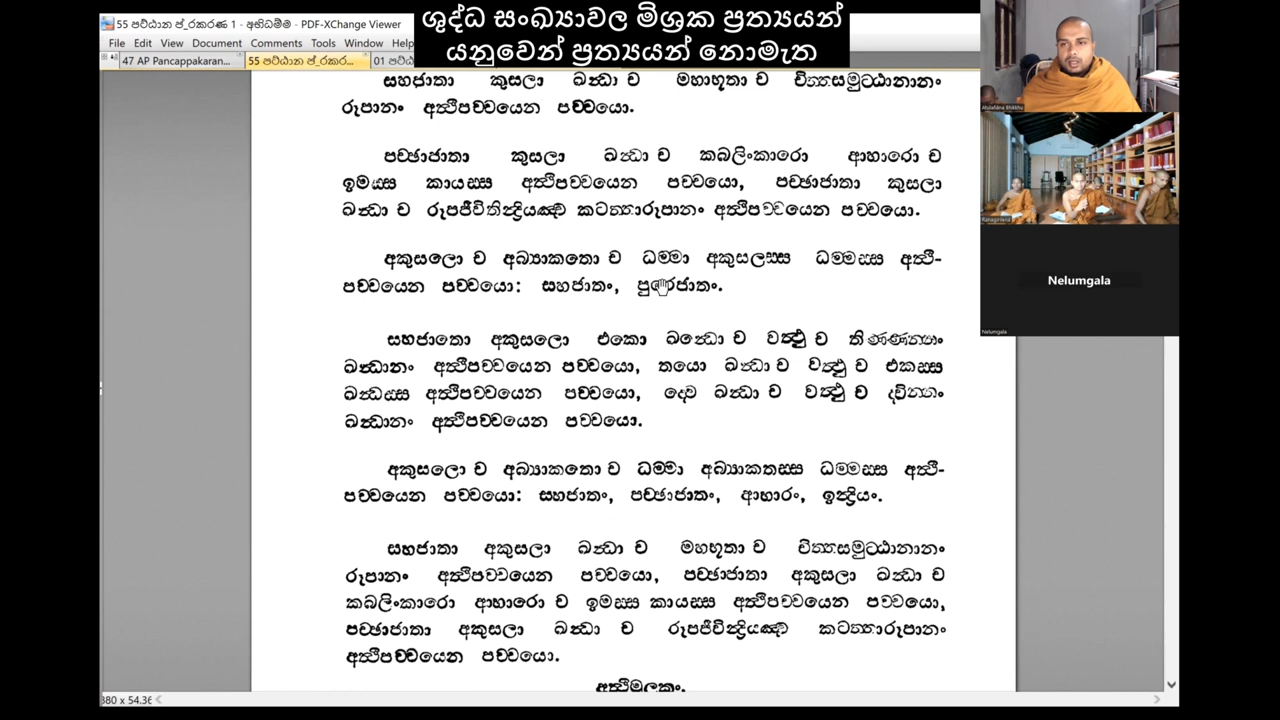 55 පට්ඨාන ප්‍රකරණ 1 - අභිධම්ම - PDF-XChange Viewer
ශුද්ධ සංඛ්‍යාවල මිශ්‍රක ප්‍රත්‍යයන්
යනුවෙන් ප්‍රත්‍යයන් නොමැත
File Edit View Document Comments Tools Window Help
47 AP Pancappakaran... 55 පට්ඨාන ප්‍රකර... 01 පට්ඨ
සහජාතා කුසලා ඛන්ධා ච මහාභූතා ච චිත්තසමුට්ඨානානං
රූපානං අත්ථිපච්චයෙන පච්චයො.
පච්ඡාජාතා කුසලා ඛන්ධා ච කබලිංකාරො ආහාරො ච
ඉමස්ස කායස්ස අත්ථිපච්චයෙන පච්චයො, පච්ඡාජාතා කුසලා
ඛන්ධා ච රූපජීවිතින්ද්‍රියඤ්ච කටත්තාරූපානං අත්ථිපච්චයෙන පච්චයො.
අකුසලො ච අබ්‍යාකතො ච ධම්මා අකුසලස්ස ධම්මස්ස අත්ථි-
පච්චයෙන පච්චයො: සහජාතං, පුරෙජාතං.
සහජාතො අකුසලො එකො ඛන්ධො ච වත්ථු ච තිණ්ණන්නං
ඛන්ධානං අත්ථිපච්චයෙන පච්චයො, තයො ඛන්ධා ච වත්ථු ච එකස්ස
ඛන්ධස්ස අත්ථිපච්චයෙන පච්චයො, ද්වෙ ඛන්ධා ච වත්ථු ච ද්වින්නං
ඛන්ධානං අත්ථිපච්චයෙන පච්චයො.
අකුසලො ච අබ්‍යාකතො ච ධම්මා අබ්‍යාකතස්ස ධම්මස්ස අත්ථි-
පච්චයෙන පච්චයො: සහජාතං, පච්ඡාජාතං, ආහාරං, ඉන්ද්‍රියං.
සහජාතා අකුසලා ඛන්ධා ච මහභූතා ච චිත්තසමුට්ඨානානං
රූපානං අත්ථිපච්චයෙන පච්චයො, පච්ඡාජාතා අකුසලා ඛන්ධා ච
කබලිංකාරො ආහාරො ච ඉමස්ස කායස්ස අත්ථිපච්චයෙන පච්චයො,
පච්ඡාජාතා අකුසලා ඛන්ධා ච රූපජීවින්ද්‍රියඤ්ච කටත්තාරූපානං
අත්ථිපච්චයෙන පච්චයො.
අත්ථිමූලකං.
Nelumgala
Nelumgala